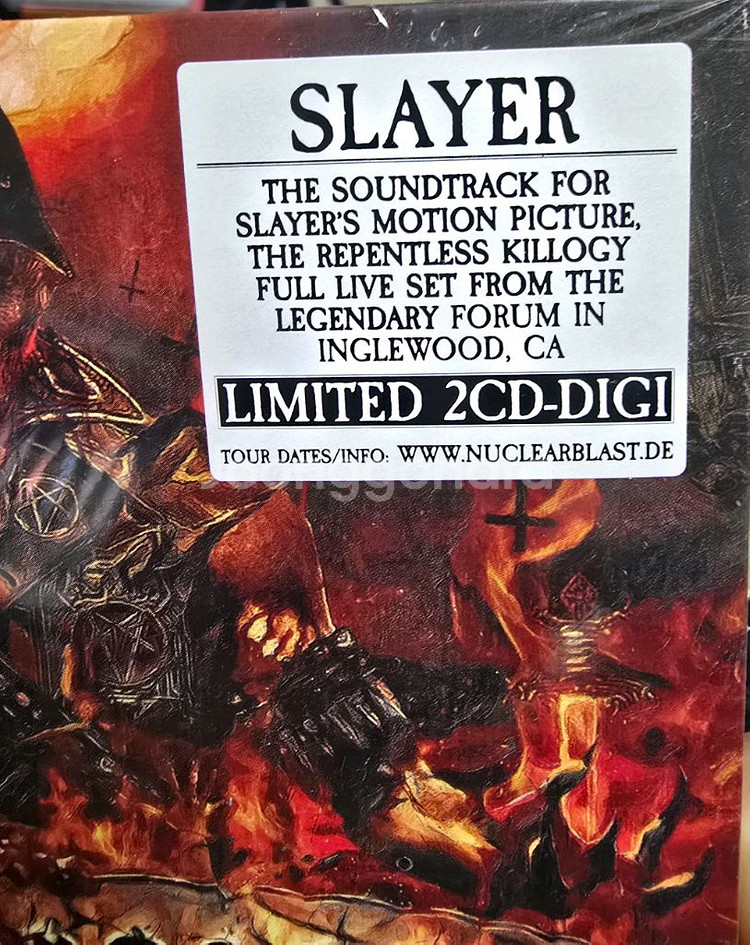 SLAYER
THE SOUNDTRACK FOR
SLAYER'S MOTION PICTURE,
THE REPENTLESS KILLOGY
FULL LIVE SET FROM THE
LEGENDARY FORUM IN
INGLEWOOD, CA
LIMITED 2CD-DIGI
TOUR DATES/INFO: WWW.NUCLEARBLAST.DE